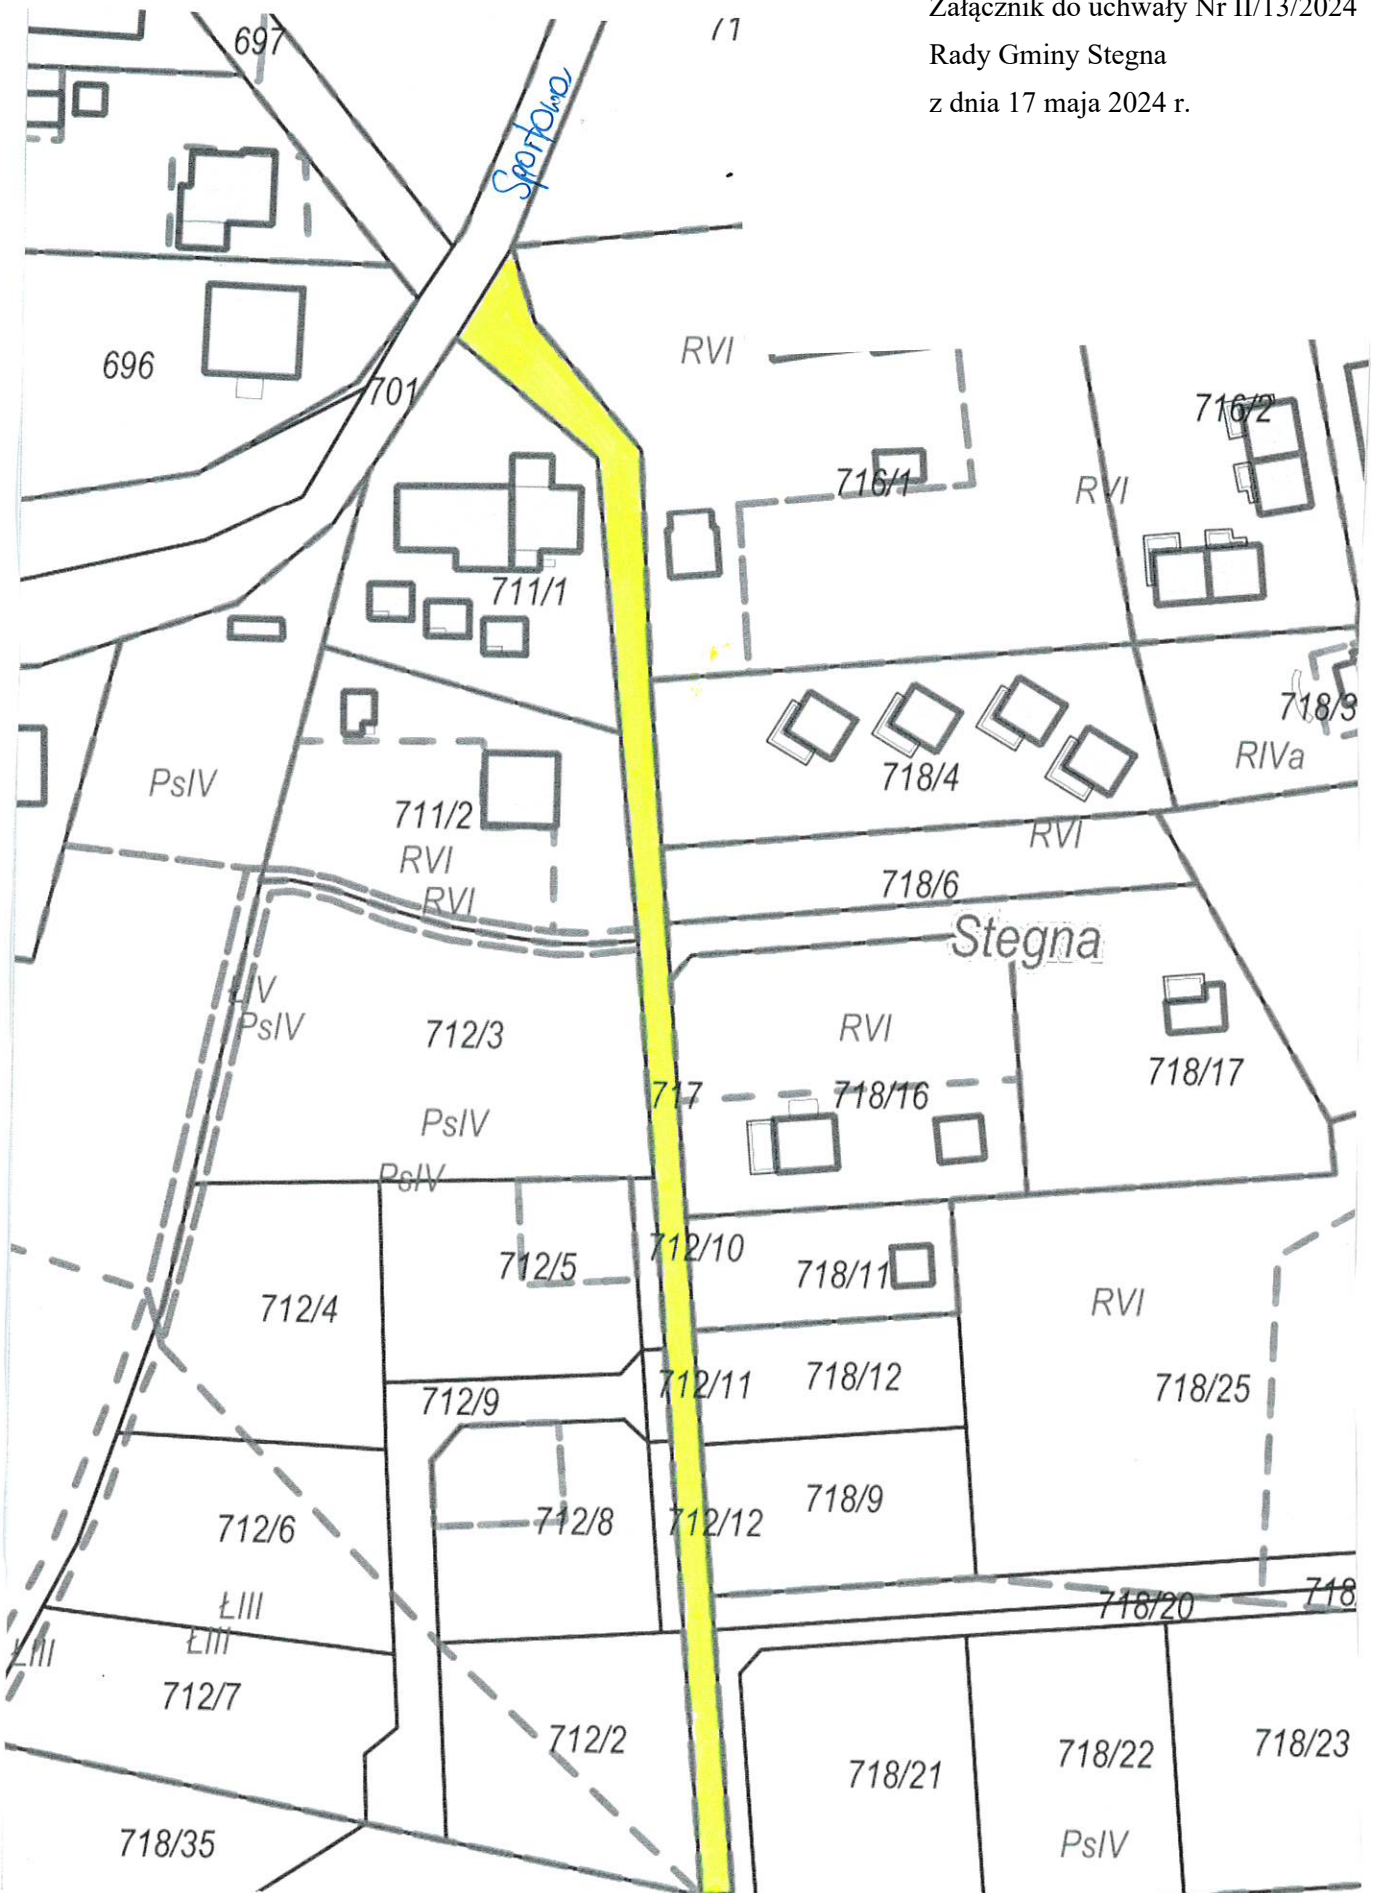 Załącznik do uchwały Nr II/13/2024
Rady Gminy Stegna
z dnia 17 maja 2024 r.
697
71
Sportowa
RVI
696
701
716/2
716/1
RVI
711/1
718/3
RIVa
PsIV
718/4
711/2
RVI
RVI
718/6
RVI
Stegna
ŁIV
PsIV
712/3
RVI
718/17
717
718/16
PsIV
PsIV
712/10
712/5
718/11
712/4
RVI
712/11
718/12
718/25
712/9
718/9
712/8
712/12
712/6
718
718/20
ŁIII
ŁIII
ŁIII
712/7
712/2
718/23
718/22
718/21
718/35
PsIV